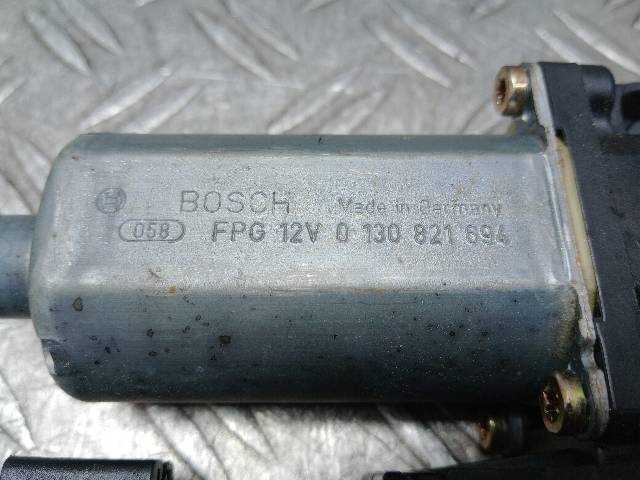 BOSCH Made in Germany
058 FPG 12V 0 130 821 694